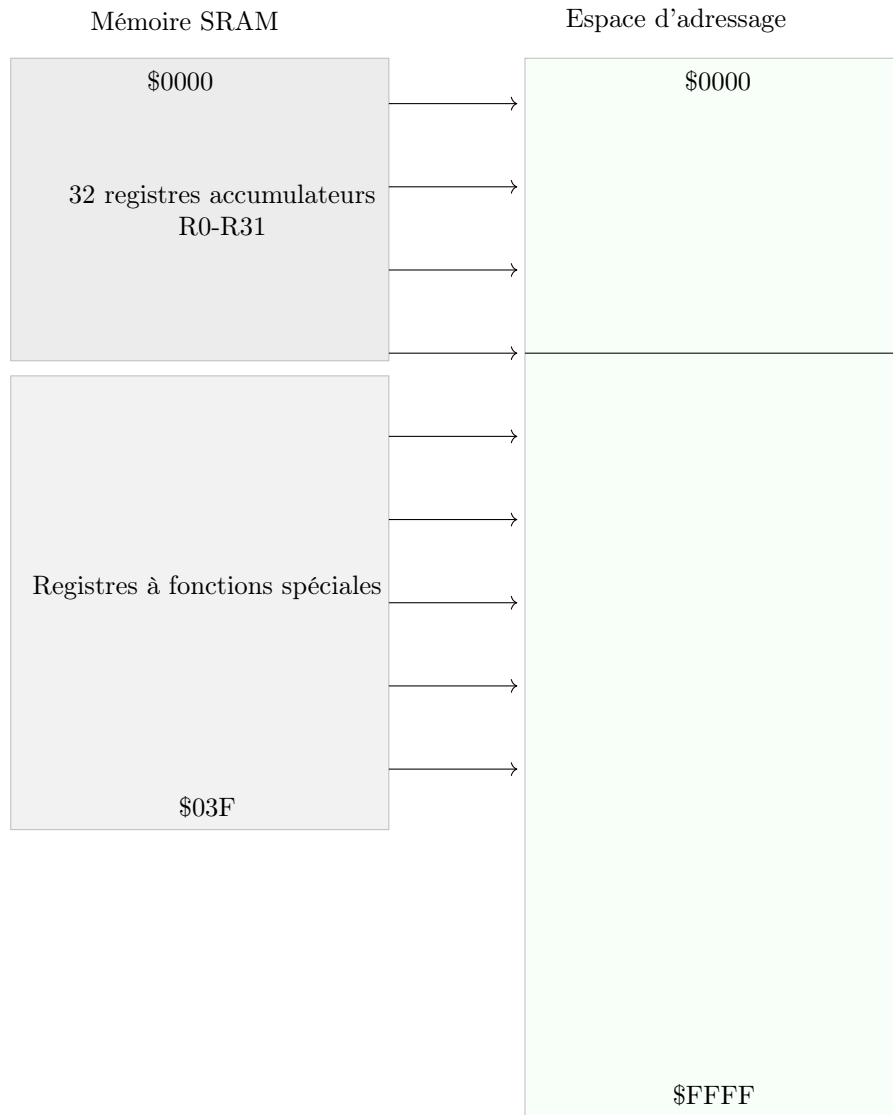 Mémoire SRAM
Espace d'adressage
$0000
$0000
32 registres accumulateurs
R0-R31
Registres à fonctions spéciales
$03F
$FFFF